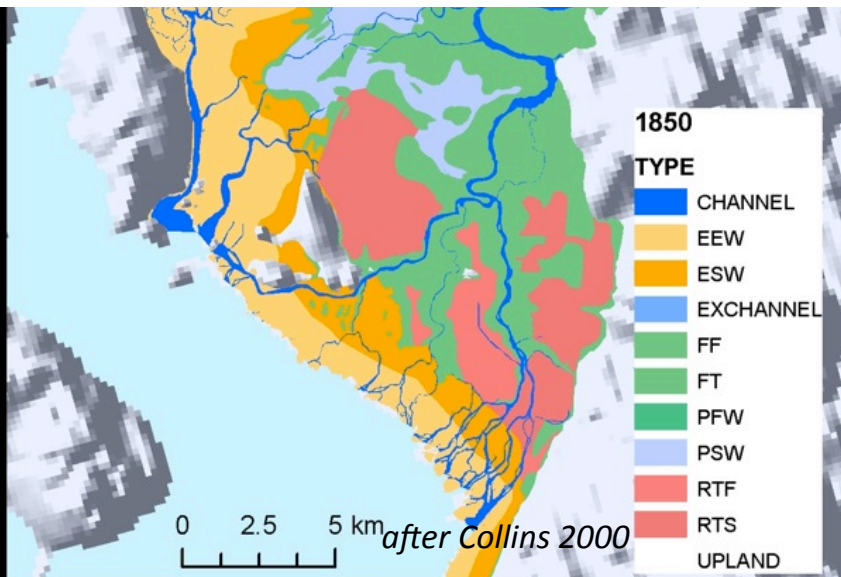 1850
TYPE
CHANNEL
EEW
ESW
EXCHANNEL
FF
FT
PFW
PSW
RTF
RTS
UPLAND
0 2.5 5 km
after Collins 2000